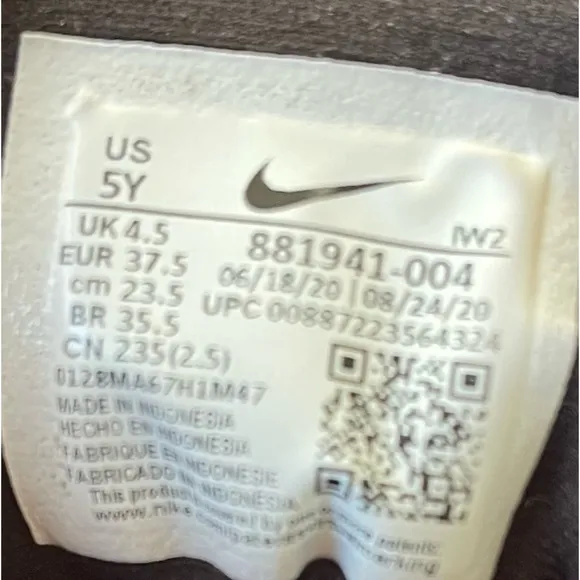 US
5Y
UK 4.5
EUR 37.5
cm 23.5
BR 35.5
CN 235(2.5)
IW2
881941-004
06/18/20 | 08/24/20
UPC 00887223564324
MADE IN INDONESIA
HECHO EN INDONESIA
FABRIQUE EN INDONESIE
FABRICADO INDONESIA
This product
www.nike